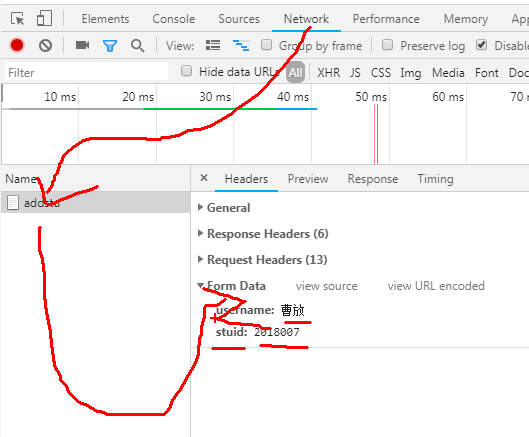 Elements Console Sources Network Performance Memory Ap
View: Group by frame Preserve log Disable
Filter Hide data URLs All XHR JS CSS Img Media Font Doc
10 ms 20 ms 30 ms 40 ms 50 ms 60 ms 70 m
Name × Headers Preview Response Timing
addstu
General
Response Headers (6)
Request Headers (13)
Form Data view source view URL encoded
username: 曹放
stuid: 2018007